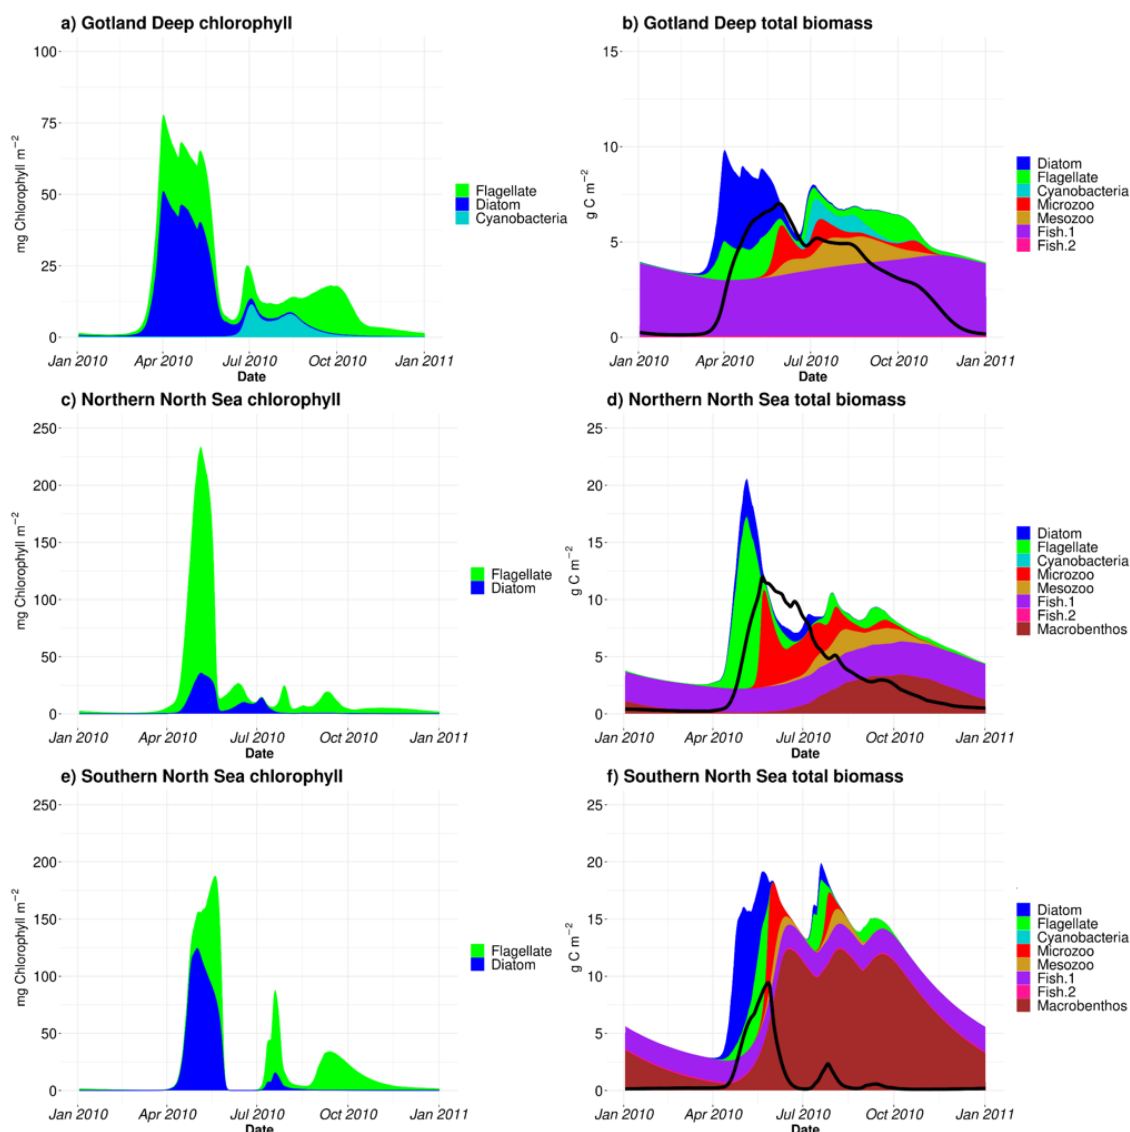 a) Gotland Deep chlorophyll
mg Chlorophyll m⁻²
100
75
50
25
0
Jan 2010 Apr 2010 Jul 2010 Oct 2010 Jan 2011
Date
Flagellate
Diatom
Cyanobacteria
b) Gotland Deep total biomass
g C m⁻²
15
10
5
0
Jan 2010 Apr 2010 Jul 2010 Oct 2010 Jan 2011
Date
Diatom
Flagellate
Cyanobacteria
Microzoo
Mesozoo
Fish.1
Fish.2
c) Northern North Sea chlorophyll
mg Chlorophyll m⁻²
250
200
150
100
50
0
Jan 2010 Apr 2010 Jul 2010 Oct 2010 Jan 2011
Date
Flagellate
Diatom
d) Northern North Sea total biomass
g C m⁻²
25
20
15
10
5
0
Jan 2010 Apr 2010 Jul 2010 Oct 2010 Jan 2011
Date
Diatom
Flagellate
Cyanobacteria
Microzoo
Mesozoo
Fish.1
Fish.2
Macrobenthos
e) Southern North Sea chlorophyll
mg Chlorophyll m⁻²
250
200
150
100
50
0
Jan 2010 Apr 2010 Jul 2010 Oct 2010 Jan 2011
Date
Flagellate
Diatom
f) Southern North Sea total biomass
g C m⁻²
25
20
15
10
5
0
Jan 2010 Apr 2010 Jul 2010 Oct 2010 Jan 2011
Date
Diatom
Flagellate
Cyanobacteria
Microzoo
Mesozoo
Fish.1
Fish.2
Macrobenthos